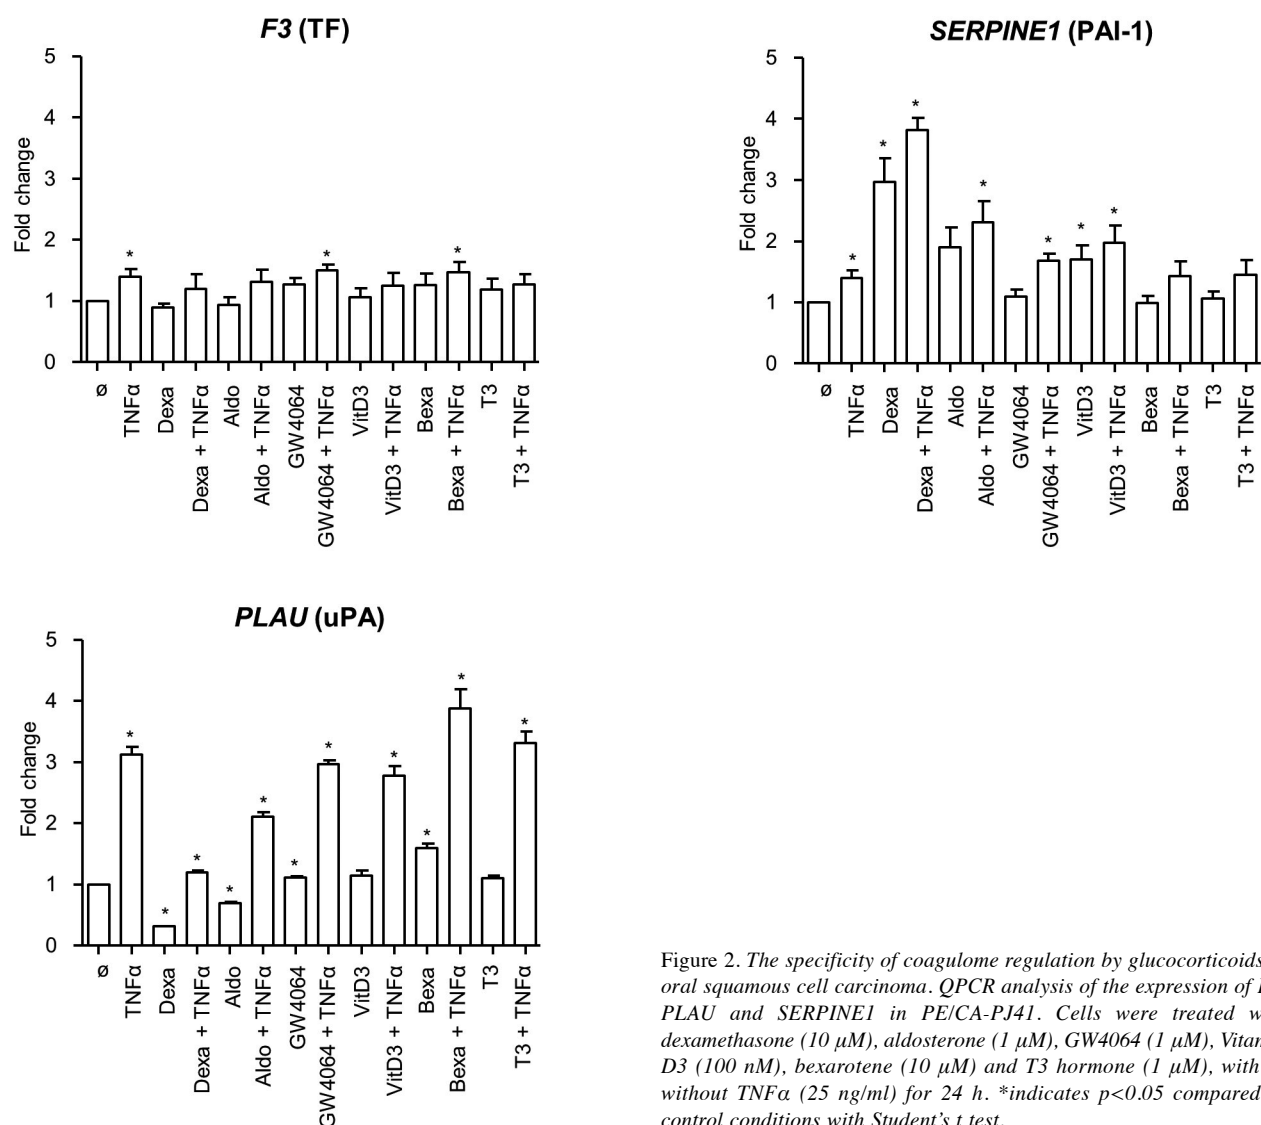 F3 (TF)
5
4
3
2
1
0
Fold change
ø
TNFα
Dexa
Dexa + TNFα
Aldo
Aldo + TNFα
GW4064
GW4064 + TNFα
VitD3
VitD3 + TNFα
Bexa
Bexa + TNFα
T3
T3 + TNFα
* * *
SERPINE1 (PAI-1)
5
4
3
2
1
0
Fold change
ø
TNFα
Dexa
Dexa + TNFα
Aldo
Aldo + TNFα
GW4064
GW4064 + TNFα
VitD3
VitD3 + TNFα
Bexa
Bexa + TNFα
T3
T3 + TNFα
* * * * * * *
PLAU (uPA)
5
4
3
2
1
0
Fold change
ø
TNFα
Dexa
Dexa + TNFα
Aldo
Aldo + TNFα
GW4064
GW4064 + TNFα
VitD3
VitD3 + TNFα
Bexa
Bexa + TNFα
T3
T3 + TNFα
* * * * * * * * * * *
Figure 2. The specificity of coagulome regulation by glucocorticoids
oral squamous cell carcinoma. QPCR analysis of the expression of
PLAU and SERPINE1 in PE/CA-PJ41. Cells were treated
dexamethasone (10 μM), aldosterone (1 μM), GW4064 (1 μM),
D3 (100 nM), bexarotene (10 μM) and T3 hormone (1 μM), with
without TNFα (25 ng/ml) for 24 h. *indicates p<0.05 compared
control conditions with Student's t test.